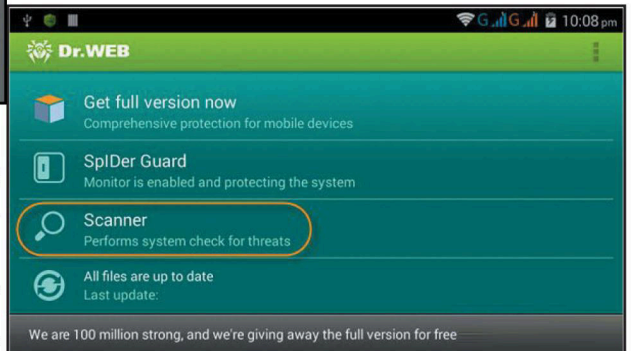 G G 10:08 pm
Dr.WEB
Get full version now
Comprehensive protection for mobile devices
SpIDer Guard
Monitor is enabled and protecting the system
Scanner
Performs system check for threats
All files are up to date
Last update:
We are 100 million strong, and we're giving away the full version for free